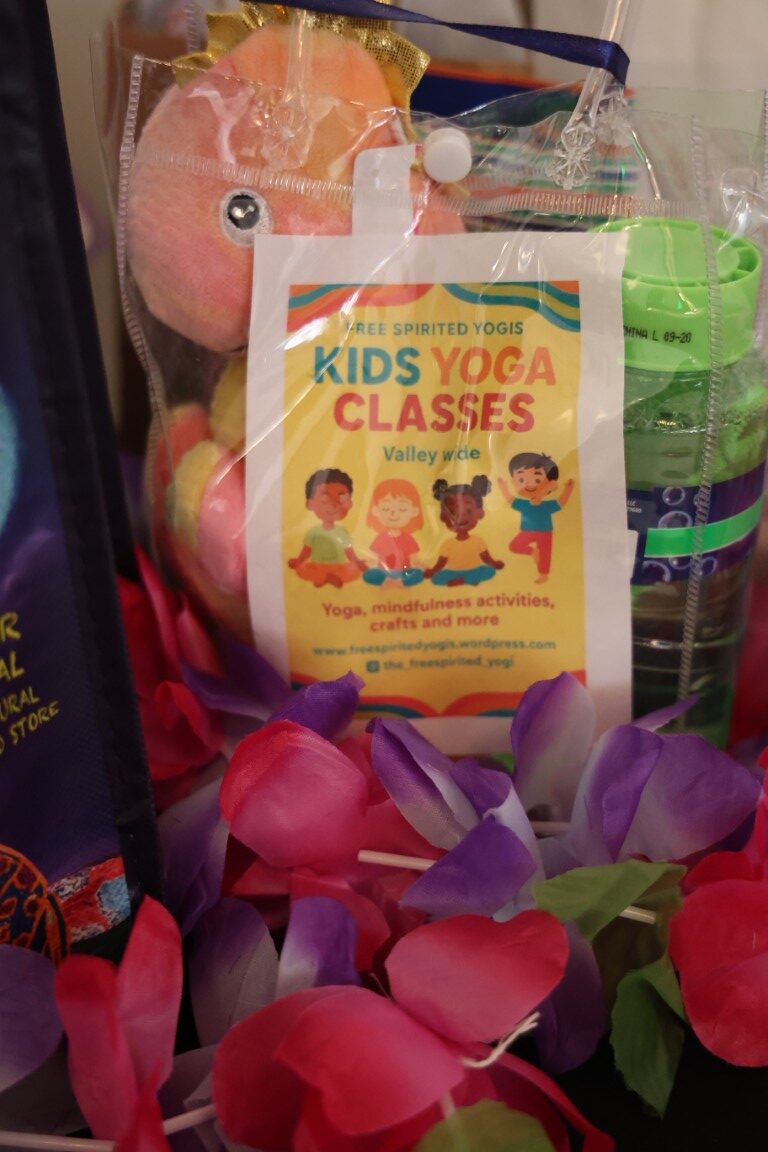 FREE SPIRITED YOGIS
KIDS YOGA
CLASSES
Valley wide
Yoga, mindfulness activities,
crafts and more
www.freespiritedyogis.wordpress.com
the_freespirited_yogi
CHINA L 09-20
R
AL
URAL
D STORE